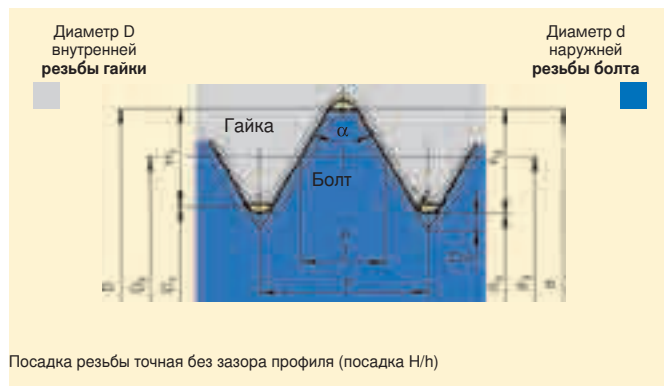 Диаметр D
внутренней
резьбы гайки
Диаметр d
наружней
резьбы болта
Гайка
α
Болт
Посадка резьбы точная без зазора профиля (посадка H/h)